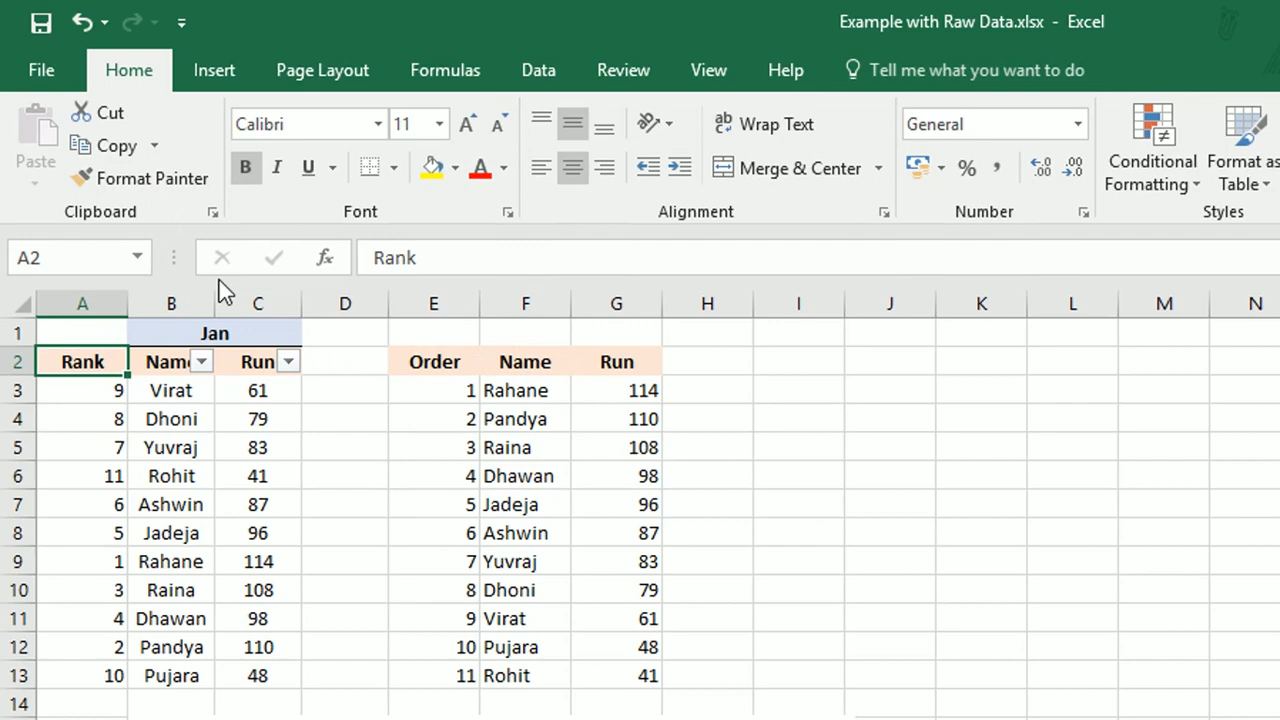 Example with Raw Data.xlsx - Excel
File Home Insert Page Layout Formulas Data Review View Help Tell me what you want to do
Paste Cut Copy Format Painter
Clipboard
Calibri 11 A A
B I U A
Font
ab Wrap Text
Merge & Center
Alignment
General
% , .0 .00 .00 .0
Number
Conditional Formatting
Format as Table
Styles
A2 fx Rank
A B C D E F G H I J K L M N
1 Jan
2 Rank Name Run Order Name Run
3 9 Virat 61 1 Rahane 114
4 8 Dhoni 79 2 Pandya 110
5 7 Yuvraj 83 3 Raina 108
6 11 Rohit 41 4 Dhawan 98
7 6 Ashwin 87 5 Jadeja 96
8 5 Jadeja 96 6 Ashwin 87
9 1 Rahane 114 7 Yuvraj 83
10 3 Raina 108 8 Dhoni 79
11 4 Dhawan 98 9 Virat 61
12 2 Pandya 110 10 Pujara 48
13 10 Pujara 48 11 Rohit 41
14